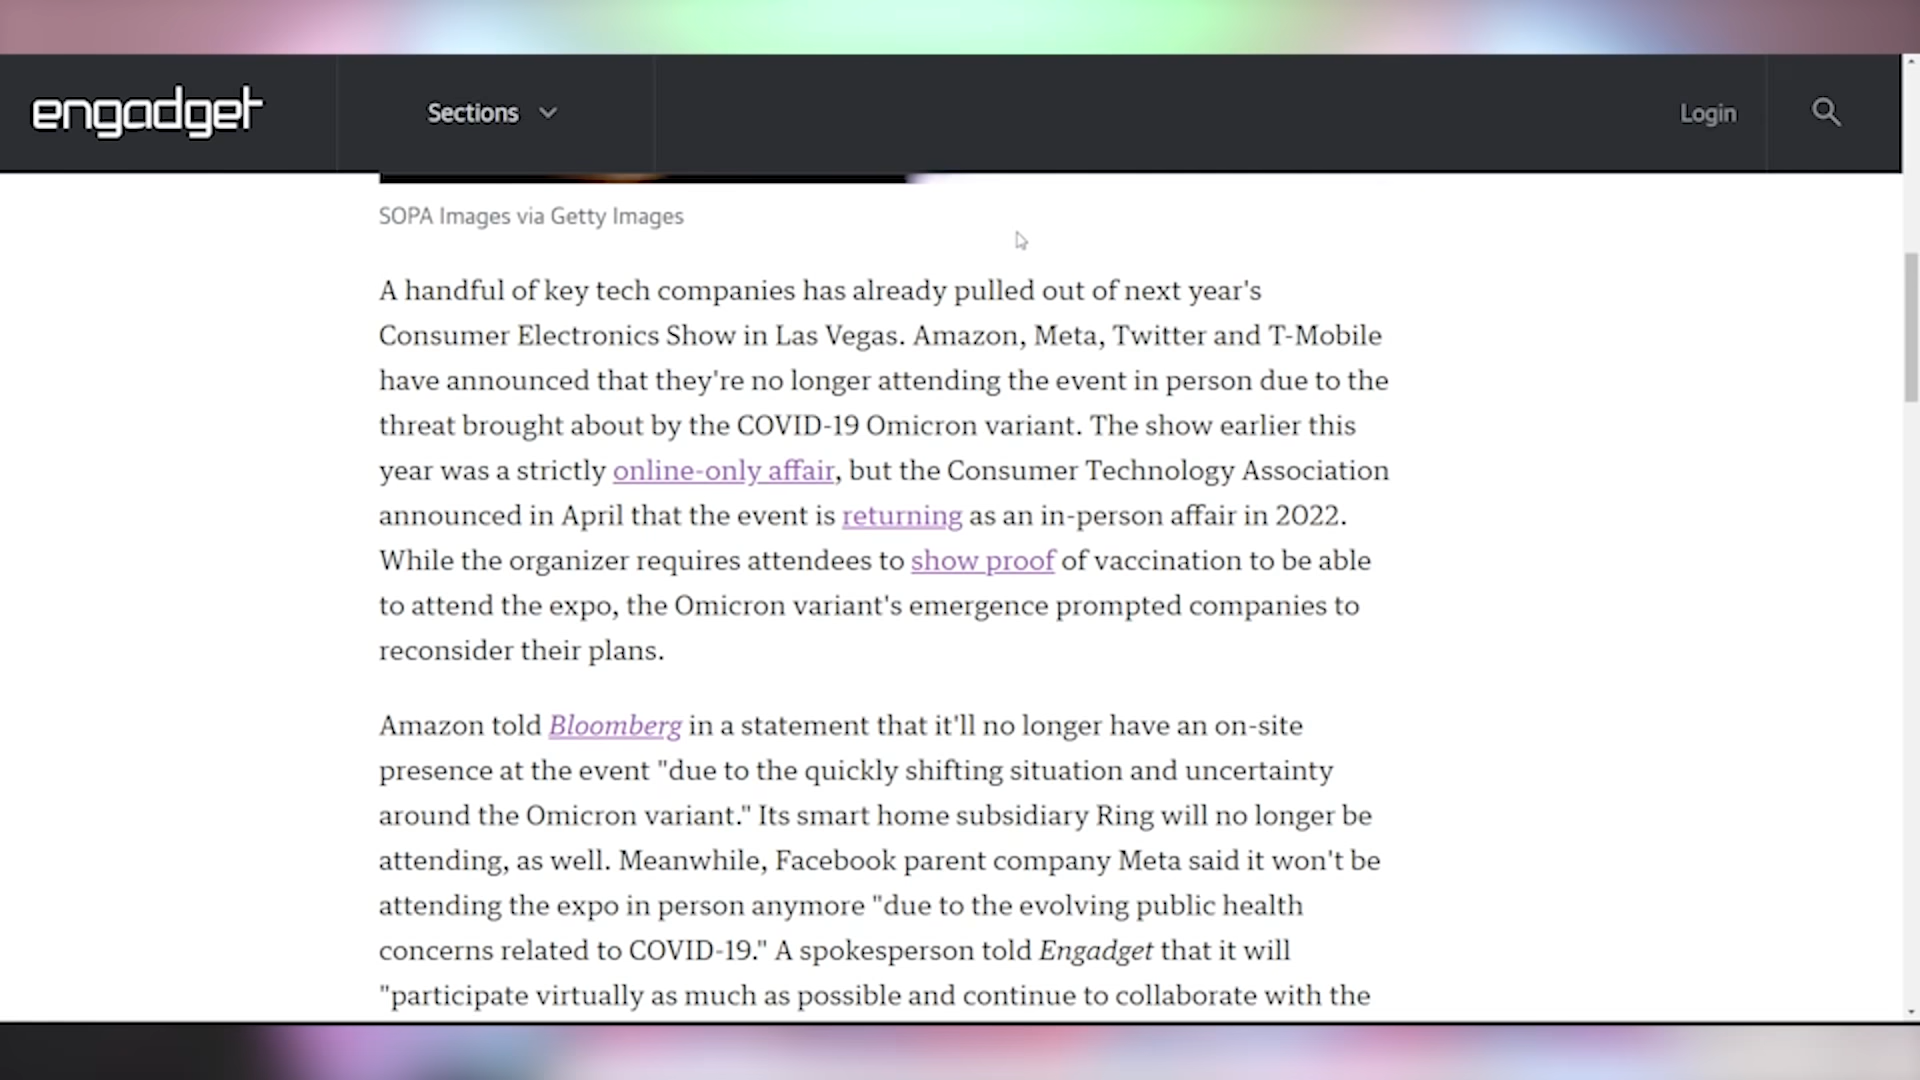 engadget
Sections
Login
SOPA Images via Getty Images
A handful of key tech companies has already pulled out of next year's
Consumer Electronics Show in Las Vegas. Amazon, Meta, Twitter and T-Mobile
have announced that they're no longer attending the event in person due to the
threat brought about by the COVID-19 Omicron variant. The show earlier this
year was a strictly online-only affair, but the Consumer Technology Association
announced in April that the event is returning as an in-person affair in 2022.
While the organizer requires attendees to show proof of vaccination to be able
to attend the expo, the Omicron variant's emergence prompted companies to
reconsider their plans.
Amazon told Bloomberg in a statement that it'll no longer have an on-site
presence at the event "due to the quickly shifting situation and uncertainty
around the Omicron variant." Its smart home subsidiary Ring will no longer be
attending, as well. Meanwhile, Facebook parent company Meta said it won't be
attending the expo in person anymore "due to the evolving public health
concerns related to COVID-19." A spokesperson told Engadget that it will
"participate virtually as much as possible and continue to collaborate with the